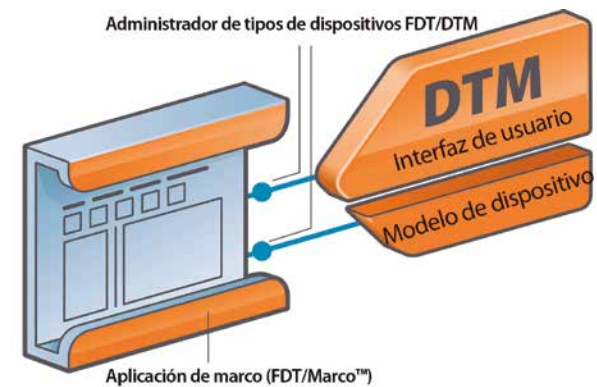 Administrador de tipos de dispositivos FDT/DTM
DTM
Interfaz de usuario
Modelo de dispositivo
Aplicación de marco (FDT/Marco™)